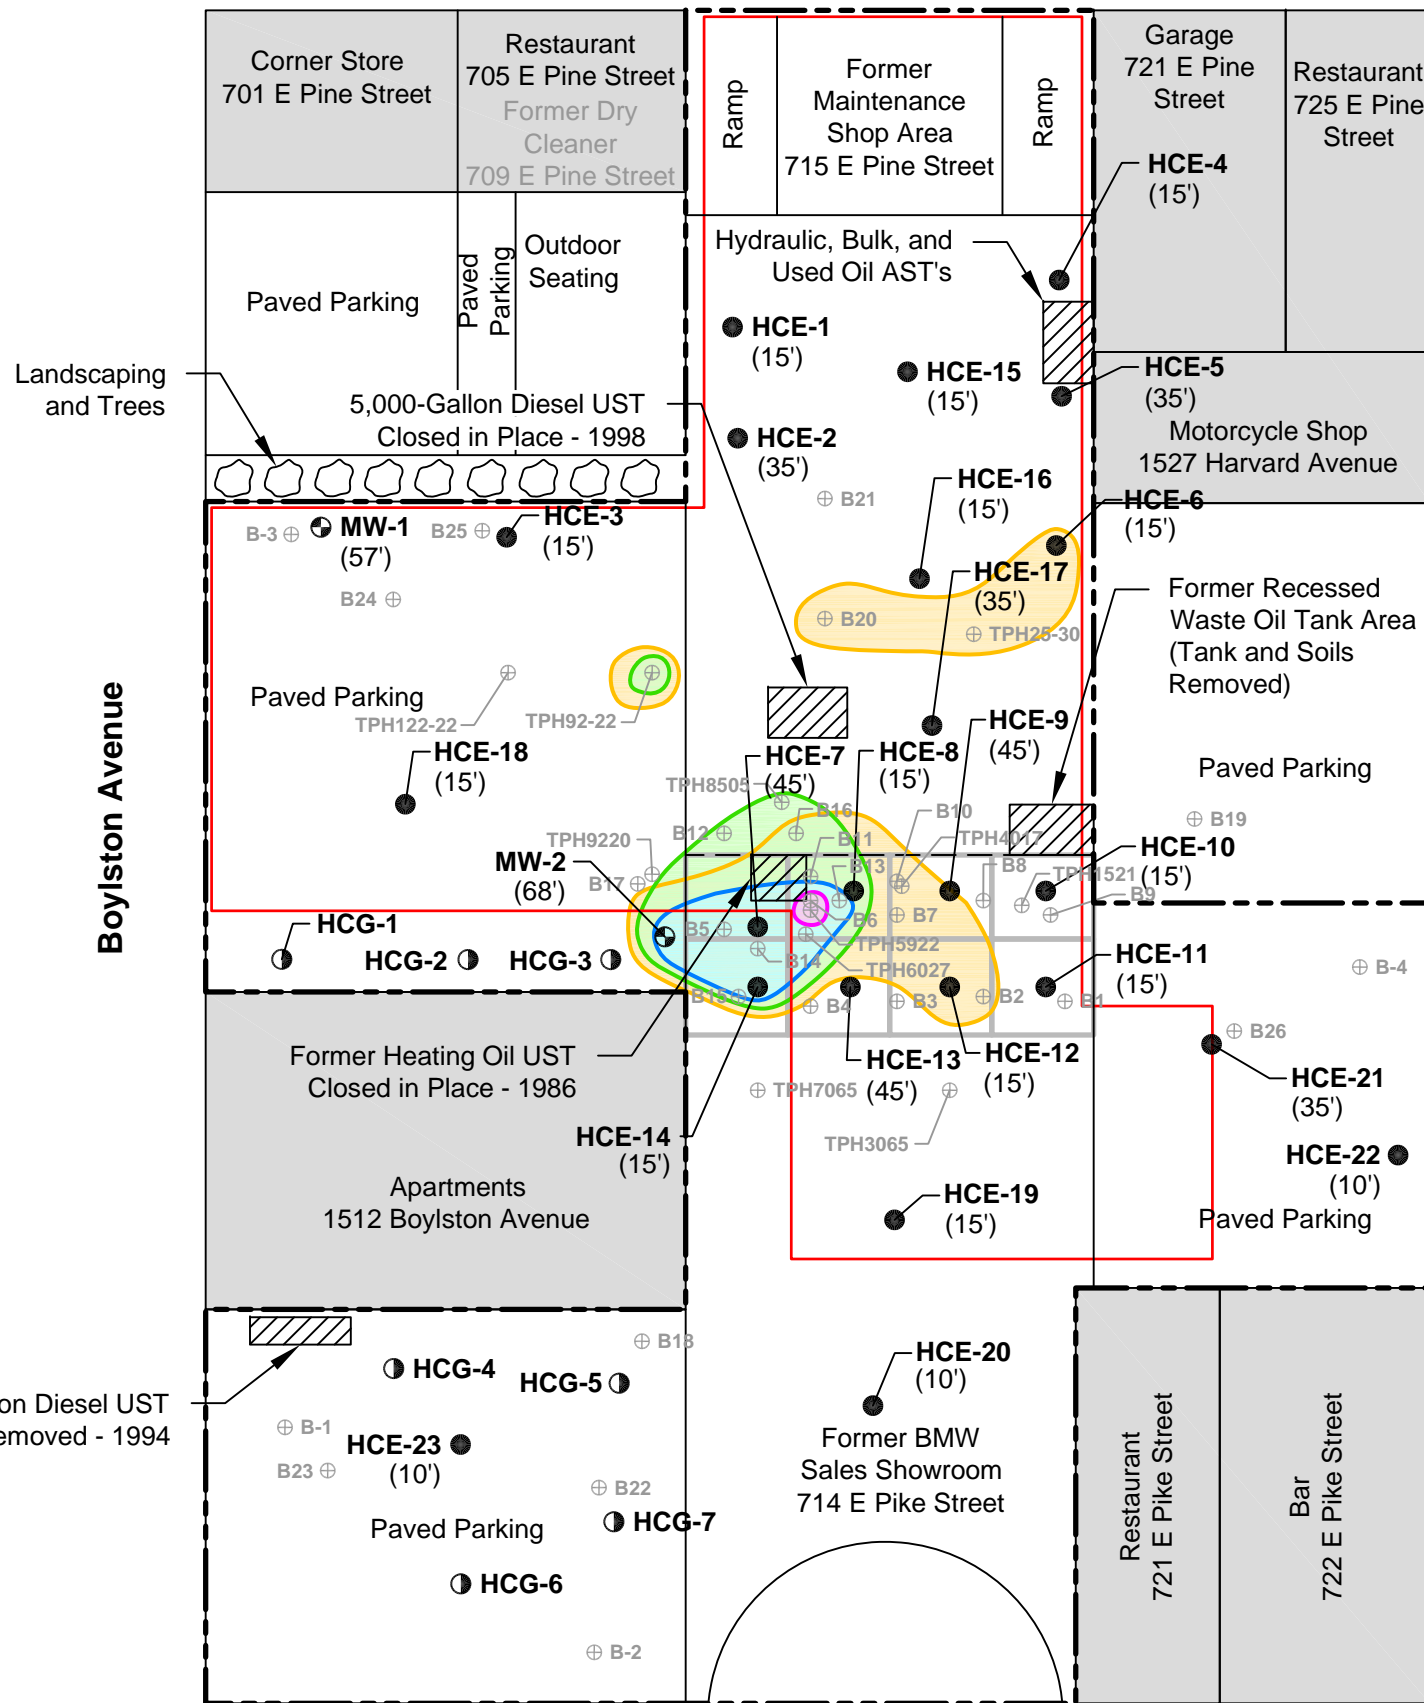 Corner Store
701 E Pine Street
Restaurant
705 E Pine Street
Former Dry
Cleaner
709 E Pine Street
Ramp
Former
Maintenance
Shop Area
715 E Pine Street
Ramp
Garage
721 E Pine
Street
Restaurant
725 E Pine
Street
HCE-4
(15')
Paved Parking
Paved
Parking
Outdoor
Seating
Hydraulic, Bulk, and
Used Oil AST's
HCE-1
(15')
HCE-15
(15')
HCE-5
(35')
Motorcycle Shop
1527 Harvard Avenue
Landscaping
and Trees
5,000-Gallon Diesel UST
Closed in Place - 1998
HCE-2
(35')
B21
HCE-16
(15')
HCE-6
(15')
B-3
MW-1
(57')
B25
HCE-3
(15')
B24
HCE-17
(35')
B20
TPH25-30
Former Recessed
Waste Oil Tank Area
(Tank and Soils
Removed)
Boylston Avenue
Paved Parking
TPH122-22
TPH92-22
HCE-18
(15')
HCE-7
(45')
HCE-8
(15')
HCE-9
(45')
Paved Parking
TPH8505
B12
B16
B10
TPH4017
B19
TPH9220
B11
B13
B8
TPH1521
HCE-10
(15')
MW-2
(68')
B17
B6
B7
B9
B5
TPH5922
B14
TPH6027
HCG-1
HCG-2
HCG-3
HCE-11
(15')
B-4
B15
B4
B3
B2
B1
B26
Former Heating Oil UST
Closed in Place - 1986
HCE-13
(45')
HCE-12
(15')
HCE-21
(35')
TPH7065
TPH3065
HCE-14
(15')
HCE-22
(10')
Apartments
1512 Boylston Avenue
HCE-19
(15')
Paved Parking
B18
HCG-4
HCG-5
HCE-20
(10')
on Diesel UST
emoved - 1994
B-1
HCE-23
(10')
B23
B22
Former BMW
Sales Showroom
714 E Pike Street
Paved Parking
HCG-7
HCG-6
B-2
Restaurant
721 E Pike Street
Bar
722 E Pike Street